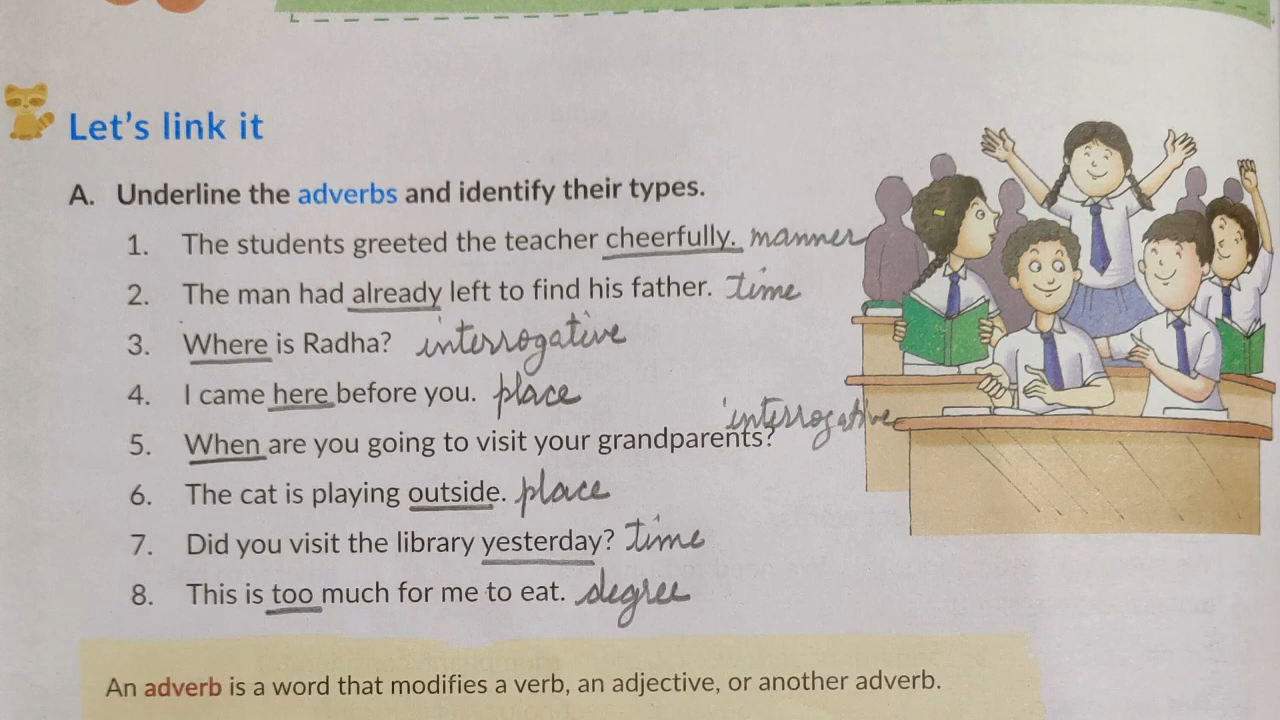 Let's link it
A. Underline the adverbs and identify their types.
1. The students greeted the teacher cheerfully. manner
2. The man had already left to find his father. time
3. Where is Radha? interrogative
4. I came here before you. place
5. When are you going to visit your grandparents? interrogative
6. The cat is playing outside. place
7. Did you visit the library yesterday? time
8. This is too much for me to eat. degree
An adverb is a word that modifies a verb, an adjective, or another adverb.